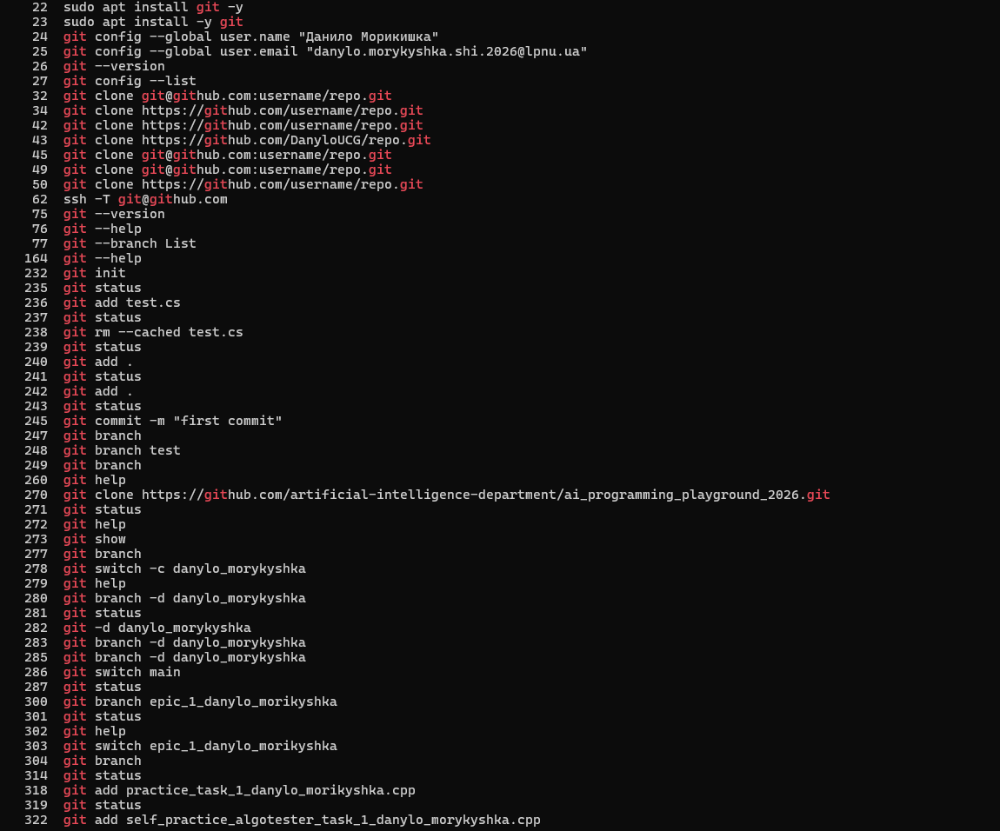 22 sudo apt install git -y
23 sudo apt install -y git
24 git config --global user.name "Данило Морикишка"
25 git config --global user.email "danylo.morykyshka.shi.2026@lpnu.ua"
26 git --version
27 git config --list
32 git clone git@github.com:username/repo.git
34 git clone https://github.com/username/repo.git
42 git clone https://github.com/username/repo.git
43 git clone https://github.com/DanyloUCG/repo.git
45 git clone git@github.com:username/repo.git
49 git clone git@github.com:username/repo.git
50 git clone https://github.com/username/repo.git
62 ssh -T git@github.com
75 git --version
76 git --help
77 git --branch List
164 git --help
232 git init
235 git status
236 git add test.cs
237 git status
238 git rm --cached test.cs
239 git status
240 git add .
241 git status
242 git add .
243 git status
245 git commit -m "first commit"
247 git branch
248 git branch test
249 git branch
260 git help
270 git clone https://github.com/artificial-intelligence-department/ai_programming_playground_2026.git
271 git status
272 git help
273 git show
277 git branch
278 git switch -c danylo_morykyshka
279 git help
280 git branch -d danylo_morykyshka
281 git status
282 git -d danylo_morykyshka
283 git branch -d danylo_morykyshka
285 git branch -d danylo_morykyshka
286 git switch main
287 git status
300 git branch epic_1_danylo_morikyshka
301 git status
302 git help
303 git switch epic_1_danylo_morikyshka
304 git branch
314 git status
318 git add practice_task_1_danylo_morikyshka.cpp
319 git status
322 git add self_practice_algotester_task_1_danylo_morykyshka.cpp